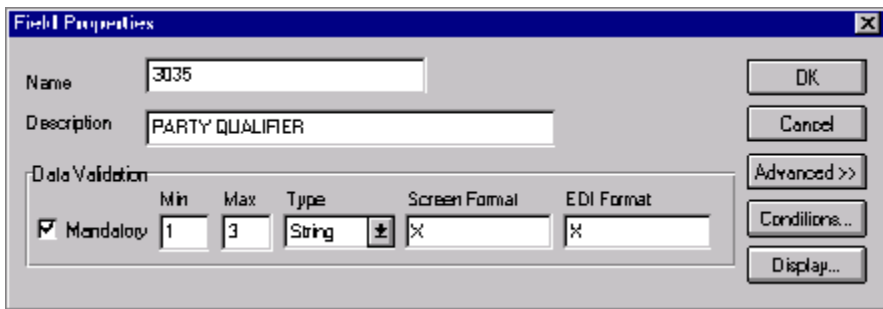 Field Properties
Name 3035
OK
Description PARTY QUALIFIER
Cancel
Data Validation
Advanced >>
Min Max Type Screen Format EDI Format
Mandatory 1 3 String X X
Conditions...
Display...